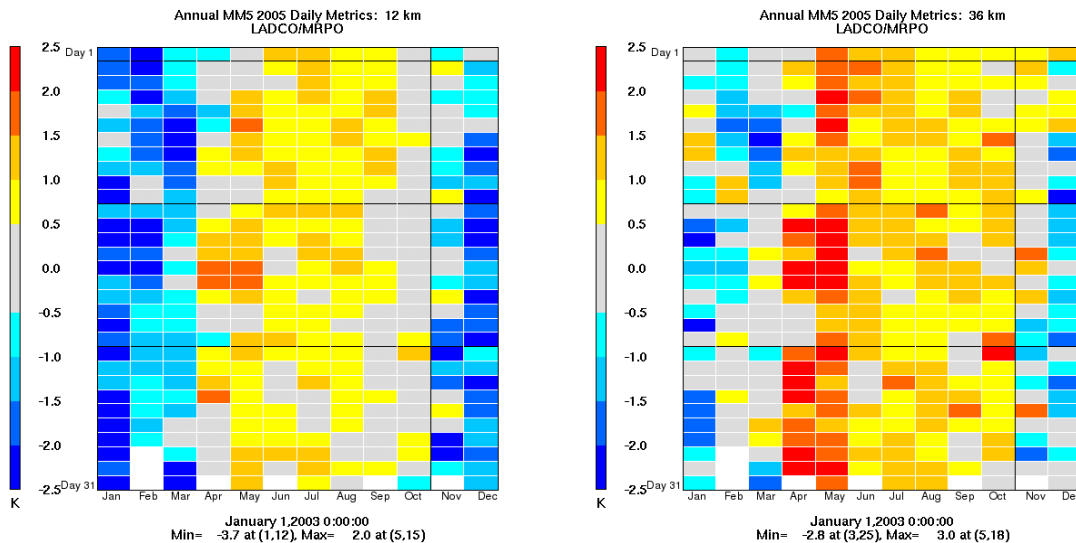 Annual MM5 2005 Daily Metrics: 12 km
LADCO/MRPO
2.5
2.0
1.5
1.0
0.5
0.0
-0.5
-1.0
-1.5
-2.0
-2.5
K
Day 1
Day 31
Jan Feb Mar Apr May Jun Jul Aug Sep Oct Nov Dec
January 1,2003 0:00:00
Min= -3.7 at (1,12), Max= 2.0 at (5,15)
Annual MM5 2005 Daily Metrics: 36 km
LADCO/MRPO
2.5
2.0
1.5
1.0
0.5
0.0
-0.5
-1.0
-1.5
-2.0
-2.5
K
Day 1
Day 31
Jan Feb Mar Apr May Jun Jul Aug Sep Oct Nov De
January 1,2003 0:00:00
Min= -2.8 at (3,25), Max= 3.0 at (5,18)